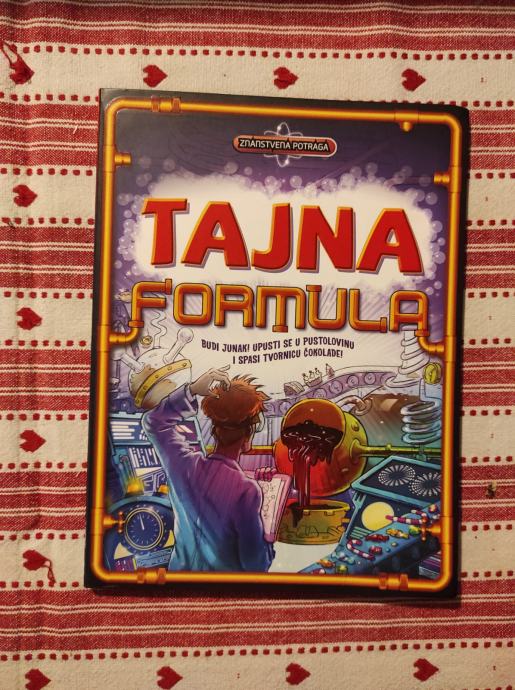 ZNANSTVENA POTRAGA
TAJNA
FORMULA
BUDI JUNAK! UPUSTI SE U PUSTOLOVINU
I SPASI TVORNICU ČOKOLADE!